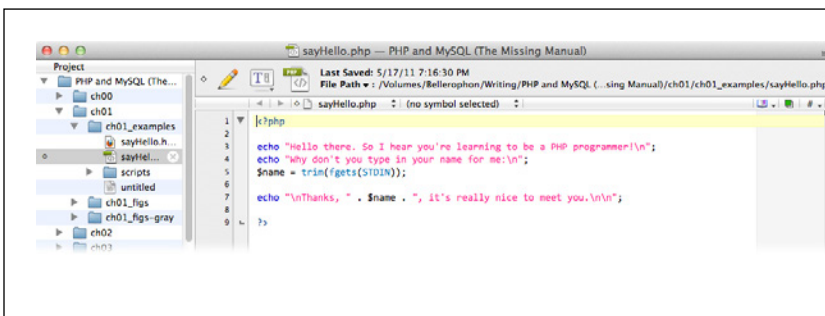 sayHello.php — PHP and MySQL (The Missing Manual)
Project
PHP and MySQL (The...
ch00
ch01
ch01_examples
sayHello.h...
sayHel...
scripts
untitled
ch01_figs
ch01_figs-gray
ch02
ch03
Last Saved: 5/17/11 7:16:30 PM
File Path ▾ : /Volumes/Bellerophon/Writing/PHP and MySQL (...sing Manual)/ch01/ch01_examples/sayHello.php
sayHello.php (no symbol selected)
1 <?php
2
3 echo "Hello there. So I hear you're learning to be a PHP programmer!\n";
4 echo "Why don't you type in your name for me:\n";
5 $name = trim(fgets(STDIN));
6
7 echo "\nThanks, " . $name . ", it's really nice to meet you.\n\n";
8
9 ?>